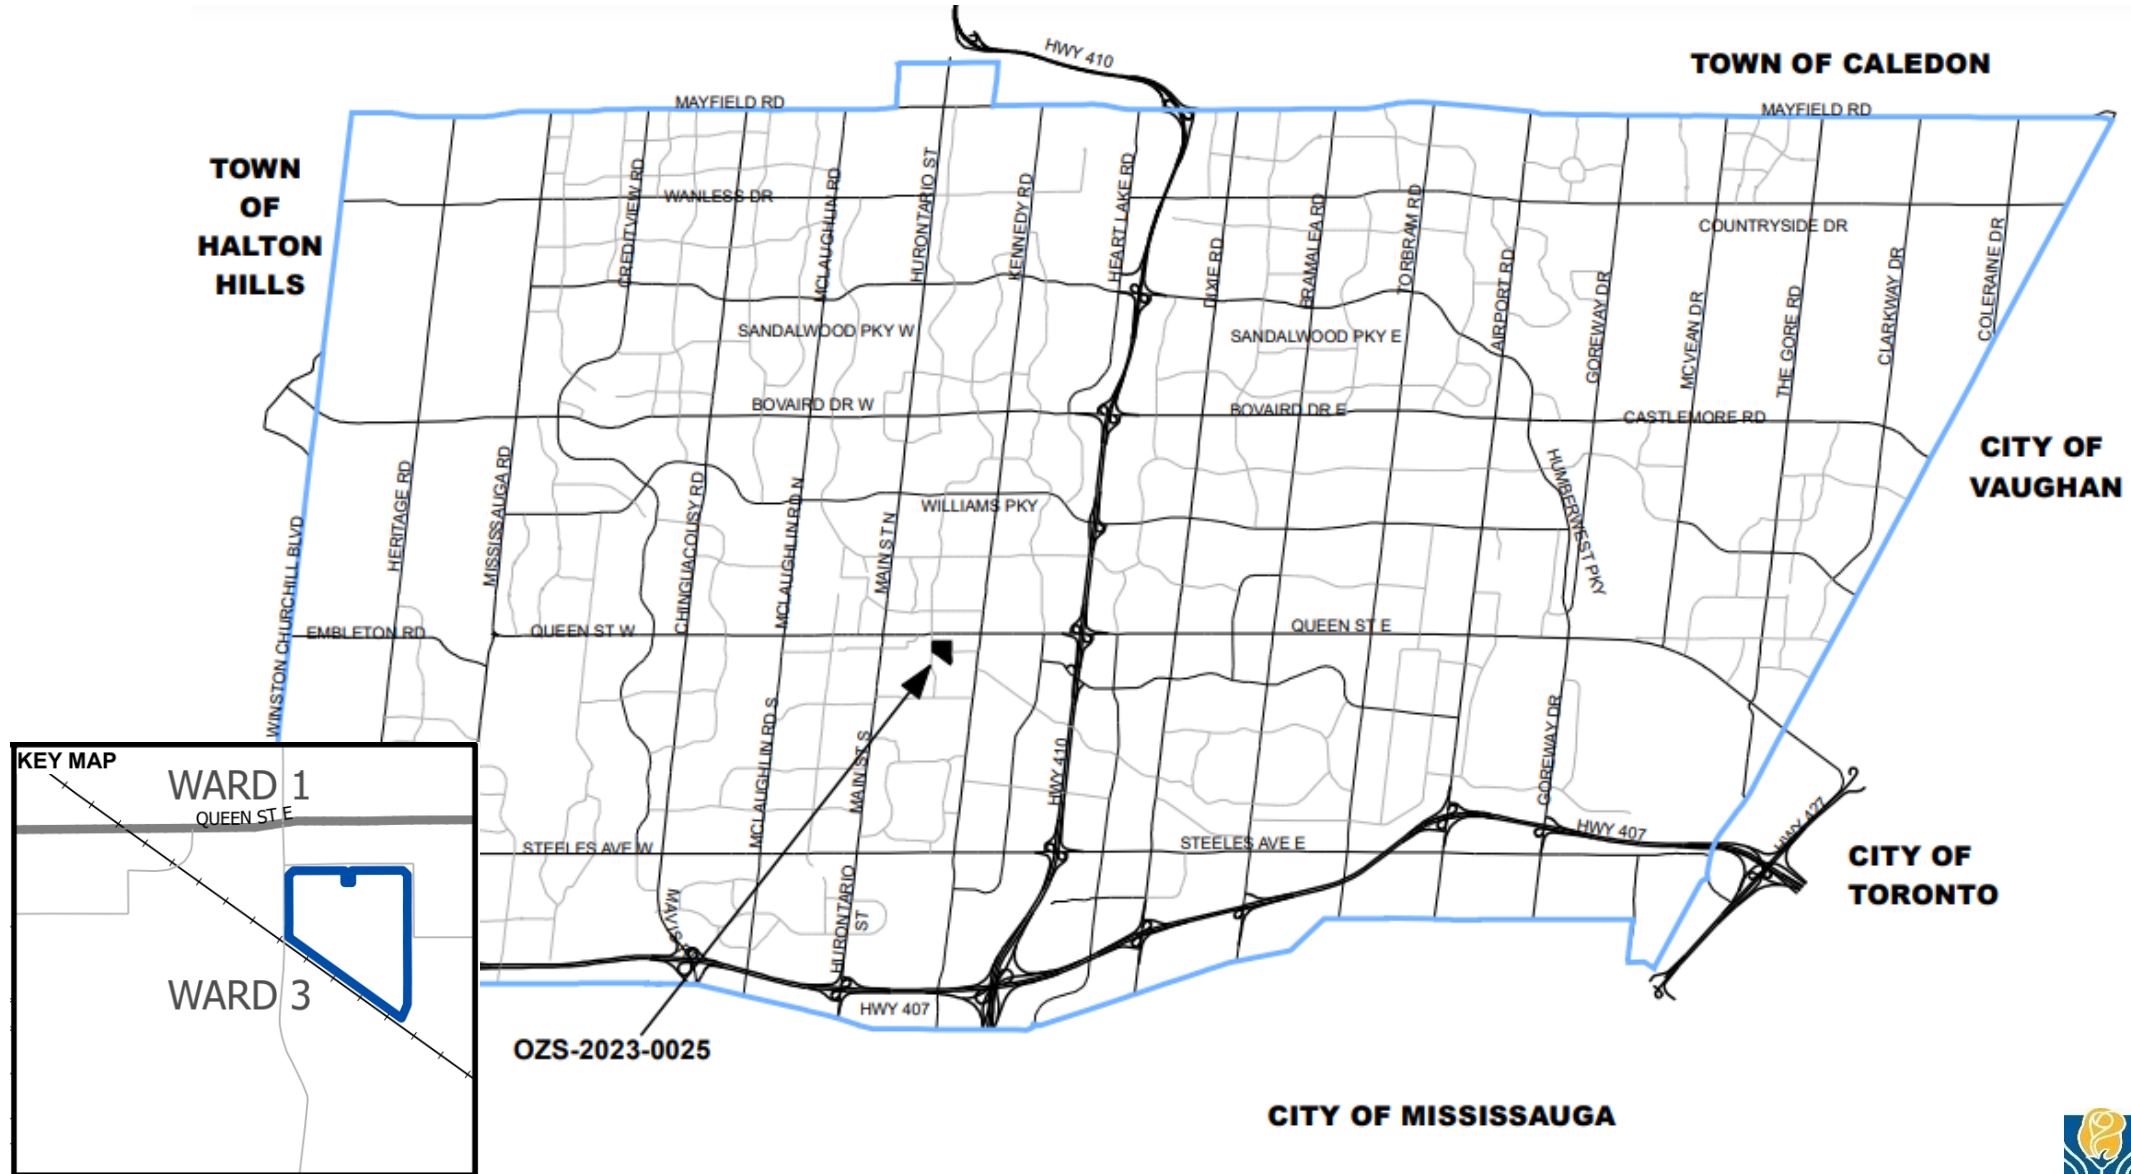 HWY 410
TOWN OF CALEDON
MAYFIELD RD
MAYFIELD RD
TOWN
OF
HALTON
HILLS
CREDITVIEW RD
WANLESS DR
MCLAUGHLIN RD
HURONTARIO ST
KENNEDY RD
HEART LAKE RD
DIXIE RD
BRAMALEA RD
TORBRAM RD
AIRPORT RD
GOREWAY DR
MCVEAN DR
THE GORE RD
COUNTRYSIDE DR
CLARKWAY DR
COLERAINE DR
SANDALWOOD PKY W
SANDALWOOD PKY E
BOVAIRD DR W
BOVAIRD DR E
CASTLEMORE RD
CITY OF
VAUGHAN
HERITAGE RD
MISSISSAUGA RD
CHINGUACOUSY RD
MCLAUGHLIN RD N
MAIN ST N
WILLIAMS PKY
HUMBERWEST PKY
WINSTON CHURCHILL BLVD
EMBLETON RD
QUEEN ST W
QUEEN ST E
MCLAUGHLIN RD S
MAIN ST S
HWY 410
GOREWAY DR
KEY MAP
WARD 1
QUEEN ST E
WARD 3
STEELES AVE W
STEELES AVE E
HWY 407
HWY 427
CITY OF
TORONTO
MAVIS
HURONTARIO
ST
HWY 407
OZS-2023-0025
CITY OF MISSISSAUGA